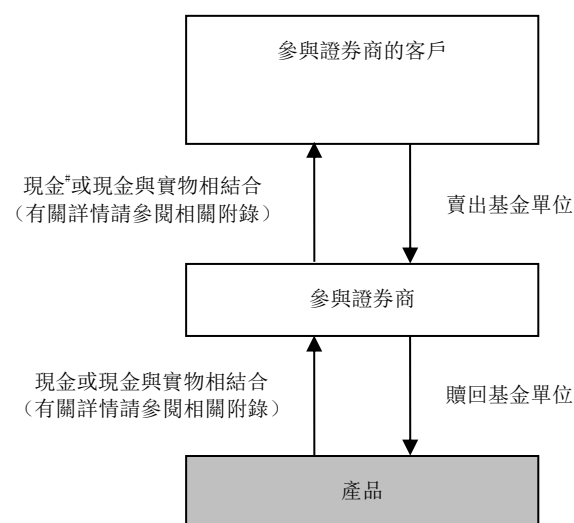 參與證券商的客戶
現金#或現金與實物相結合
（有關詳情請參閱相關附錄）
賣出基金單位
參與證券商
現金或現金與實物相結合
（有關詳情請參閱相關附錄）
贖回基金單位
產品